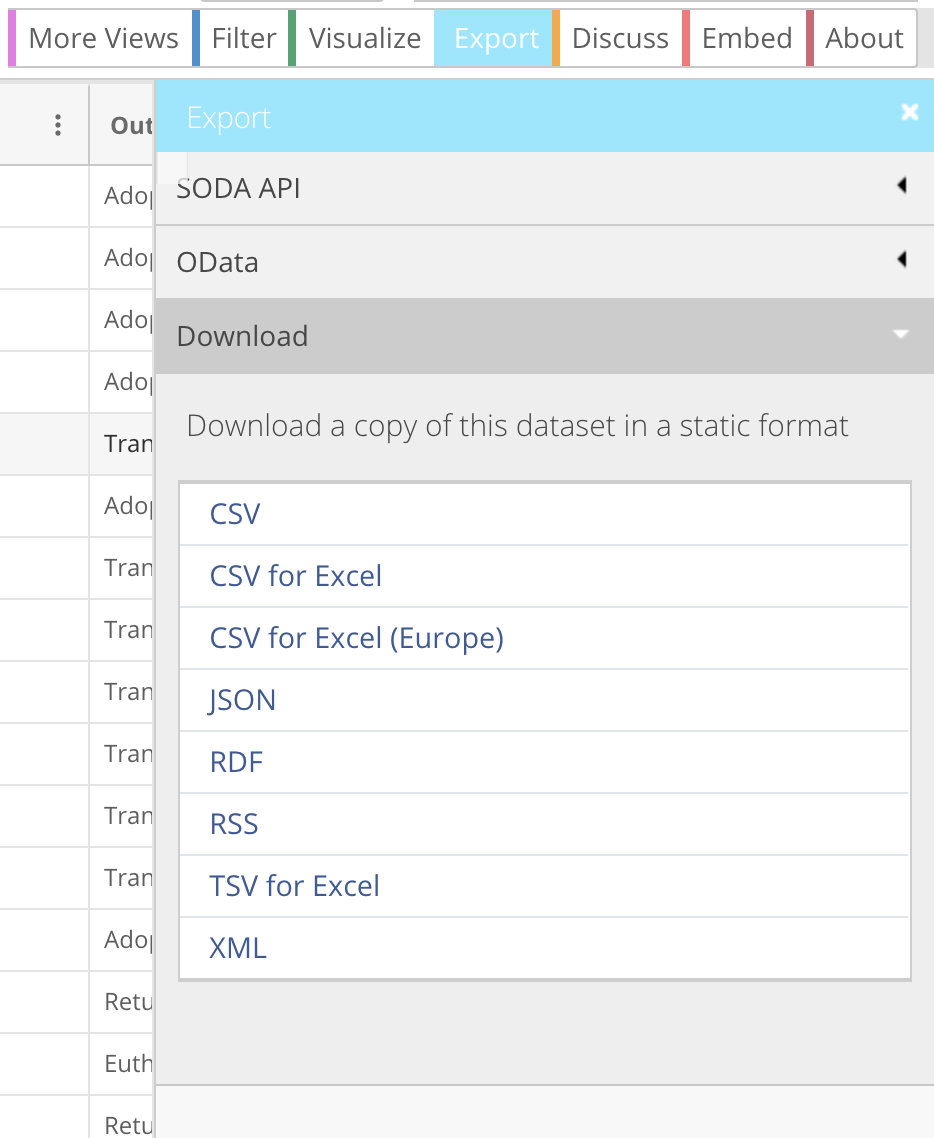 More Views Filter Visualize Export Discuss Embed About
Export
Out
SODA API
Adop
OData
Adop
Download
Adop
Adop
Download a copy of this dataset in a static format
Tran
CSV
Adop
CSV for Excel
Tran
CSV for Excel (Europe)
Tran
JSON
Tran
RDF
Tran
RSS
Tran
TSV for Excel
Tran
XML
Adop
Retu
Euth
Retu